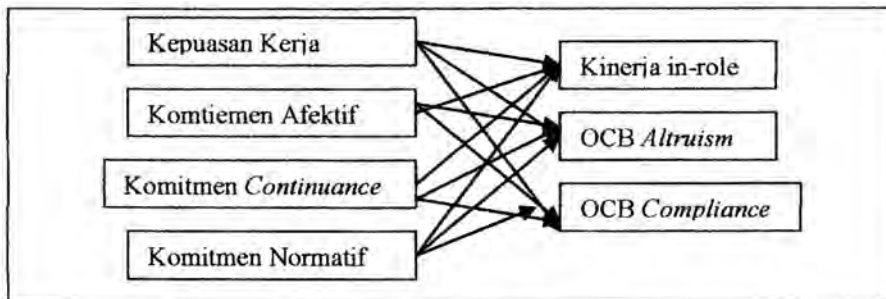 Kepuasan Kerja
Komtiemen Afektif
Komitmen Continuance
Komitmen Normatif
Kinerja in-role
OCB Altruism
OCB Compliance